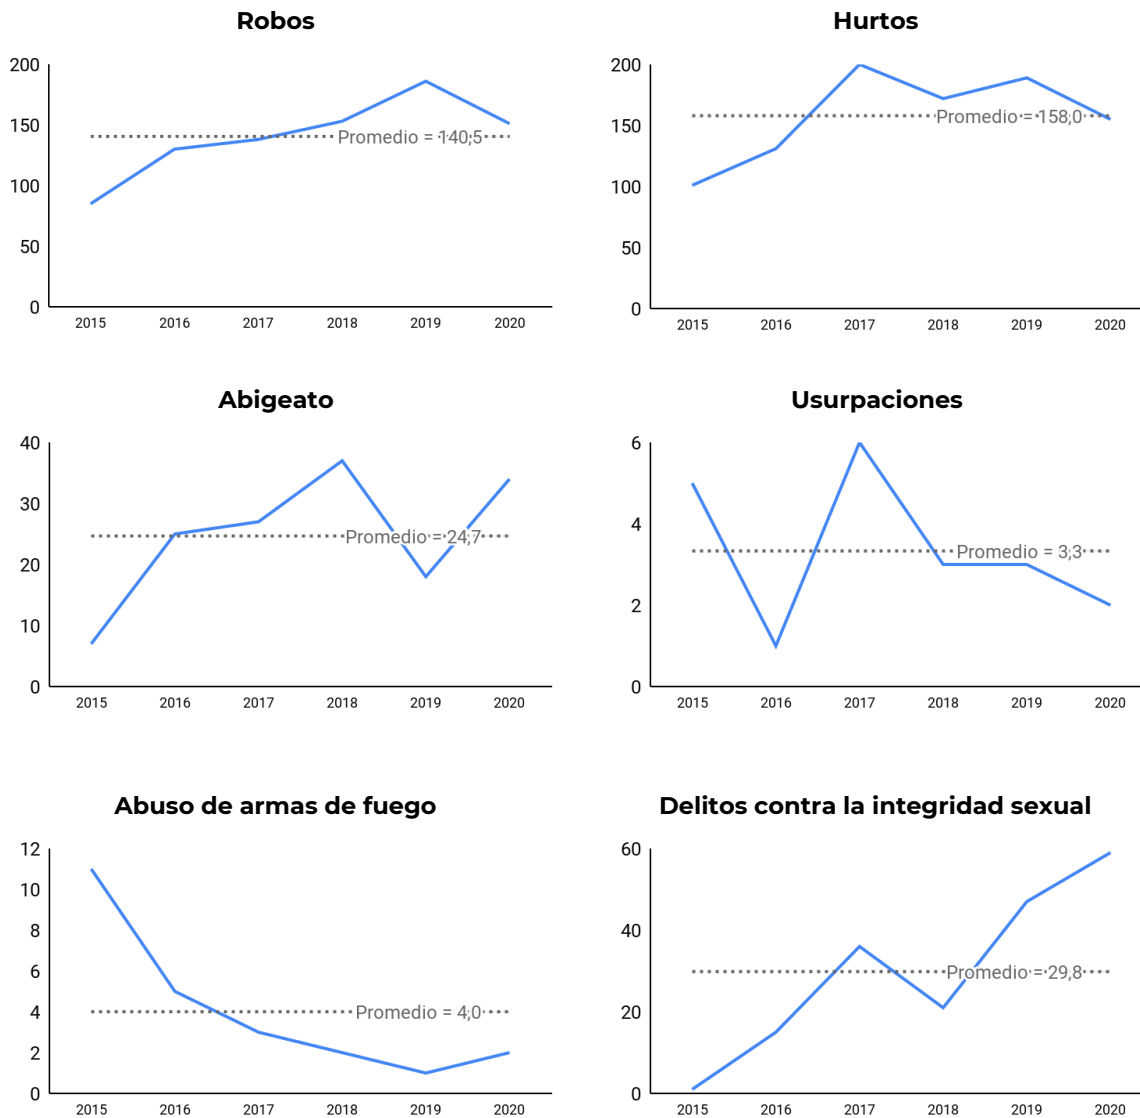 Robos
200
150
100
50
0
Promedio = 140,5
2015 2016 2017 2018 2019 2020
Hurtos
200
150
100
50
0
Promedio = 158,0
2015 2016 2017 2018 2019 2020
Abigeato
40
30
20
10
0
Promedio = 24,7
2015 2016 2017 2018 2019 2020
Usurpaciones
6
4
2
0
Promedio = 3,3
2015 2016 2017 2018 2019 2020
Abuso de armas de fuego
12
10
8
6
4
2
0
Promedio = 4,0
2015 2016 2017 2018 2019 2020
Delitos contra la integridad sexual
60
40
20
0
Promedio = 29,8
2015 2016 2017 2018 2019 2020